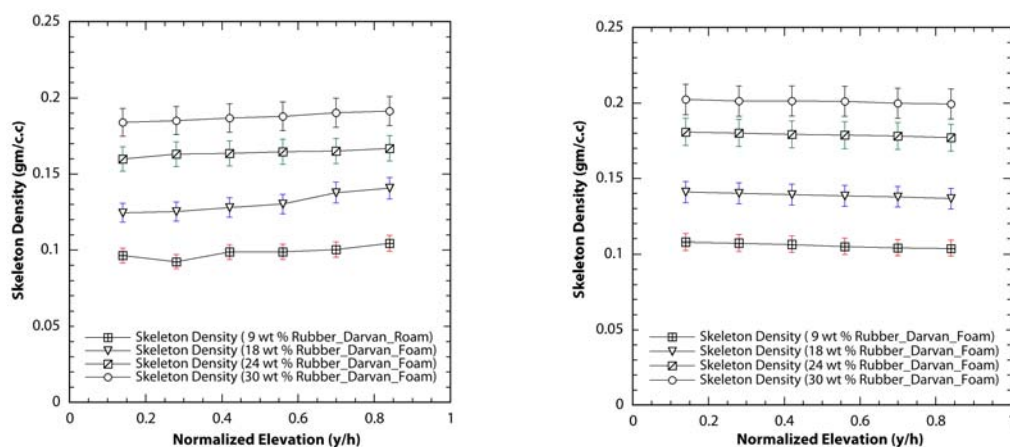 0.25
0.2
0.15
0.1
0.05
0
Skeleton Density (gm/c.c)
Skeleton Density ( 9 wt % Rubber_Darvan_Roam)
Skeleton Density (18 wt % Rubber_Darvan_Foam)
Skeleton Density (24 wt % Rubber_Darvan_Foam)
Skeleton Density (30 wt % Rubber_Darvan_Foam)
0 0.2 0.4 0.6 0.8 1
Normalized Elevation (y/h)
0.25
0.2
0.15
0.1
0.05
0
Skeleton Density (gm/c.c)
Skeleton Density ( 9 wt % Rubber_Darvan_Foam)
Skeleton Density (18 wt % Rubber_Darvan_Foam)
Skeleton Density (24 wt % Rubber_Darvan_Foam)
Skeleton Density (30 wt % Rubber_Darvan_Foam)
0 0.2 0.4 0.6 0.8 1
Normalized Elevation (y/h)